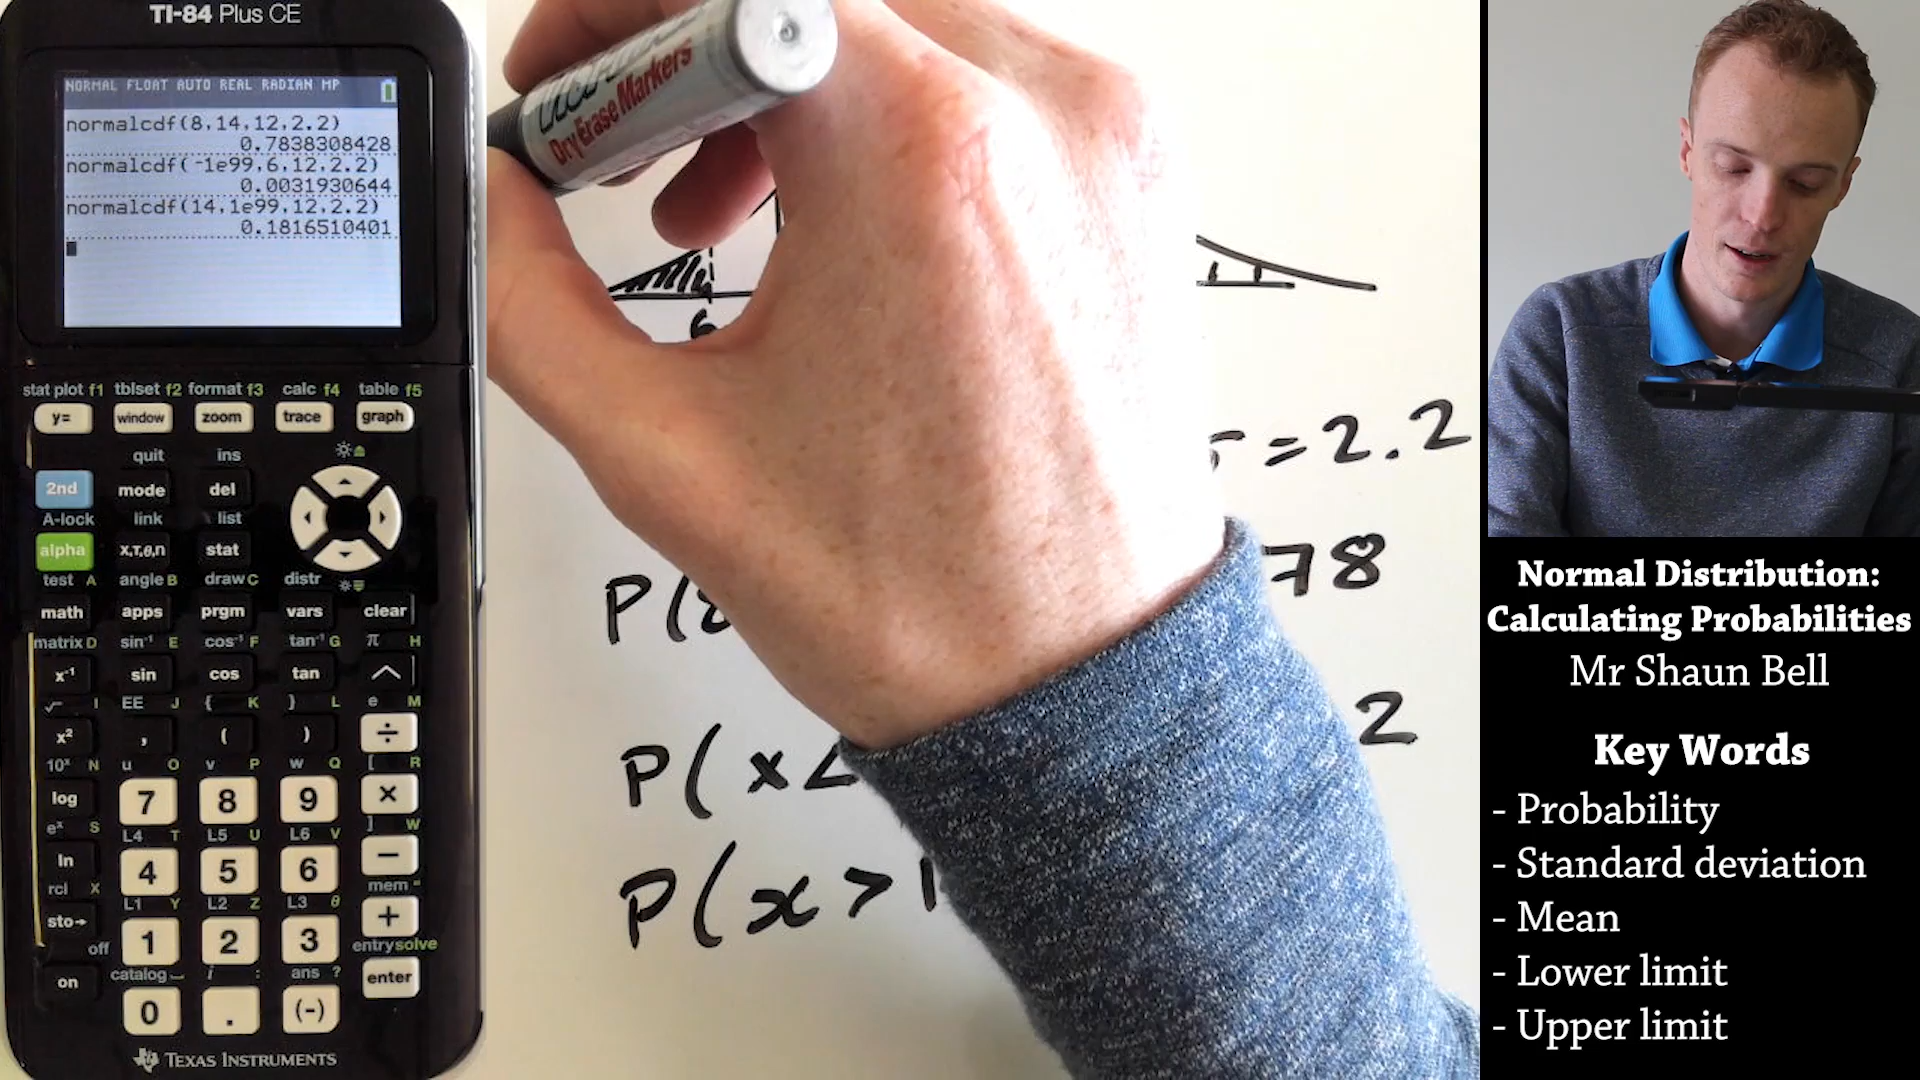 TI-84 Plus CE
NORMAL FLOAT AUTO REAL RADIAN MP
normalcdf(8,14,12,2.2)
0.7838308428
normalcdf(-1e99,6,12,2.2)
0.0031930644
normalcdf(14,1e99,12,2.2)
0.1816510401
stat plot f1 tblset f2 format f3 calc f4 table f5
y= window zoom trace graph
quit ins
2nd mode del
A-lock link list
alpha x,т,θ,n stat
test A angle B draw C distr
math apps prgm vars clear
matrix D sin⁻¹ E cos⁻¹ F tan⁻¹ G π H
x⁻¹ sin cos tan ^
√ I EE J { K } L e M
x² , ( ) ÷
10ˣ N u O v P w Q [ R
log 7 8 9 ×
eˣ S L4 T L5 U L6 V ] W
ln 4 5 6 −
rcl X L1 Y L2 Z L3 θ mem "
sto→ 1 2 3 +
off catalog i : ans ? entry solve
on 0 . (-) enter
TEXAS INSTRUMENTS
Dry Erase Markers
6
= 2.2
P(
78
P( x <
2
P( x > 1
Normal Distribution:
Calculating Probabilities
Mr Shaun Bell
Key Words
- Probability
- Standard deviation
- Mean
- Lower limit
- Upper limit